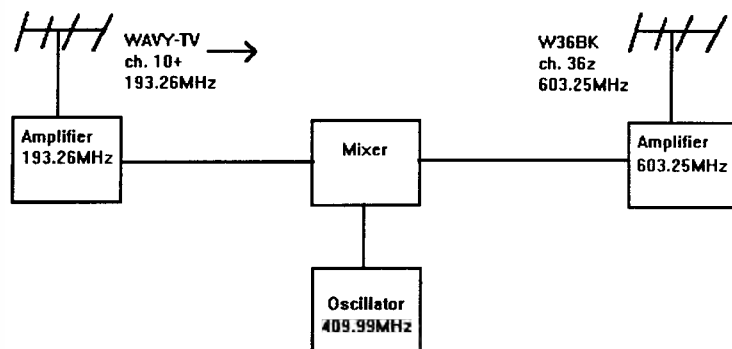 WAVY-TV
ch. 10+
193.26MHz
W36BK
ch. 36z
603.25MHz
Amplifier
193.26MHz
Mixer
Amplifier
603.25MHz
Oscillator
409.99MHz